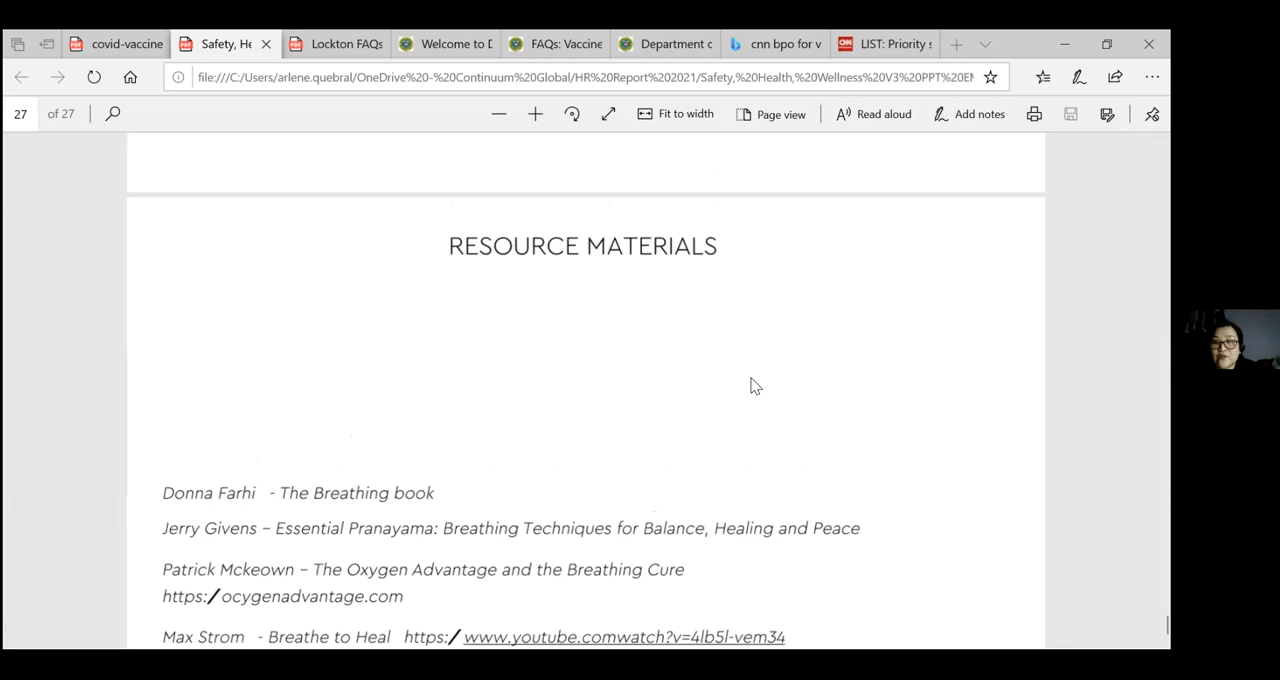 covid-vaccine
Safety, He
Lockton FAQs
Welcome to D
FAQs: Vaccine
Department c
cnn bpo for v
CNN
LIST: Priority s
file:///C:/Users/arlene.quebral/OneDrive%20-%20Continuum%20Global/HR%20Report%202021/Safety,%20Health,%20Wellness%20V3%20PPT%20EM
27 of 27
Fit to width
Page view
Read aloud
Add notes
RESOURCE MATERIALS
Donna Farhi - The Breathing book
Jerry Givens – Essential Pranayama: Breathing Techniques for Balance, Healing and Peace
Patrick Mckeown – The Oxygen Advantage and the Breathing Cure
https:/ocygenadvantage.com
Max Strom - Breathe to Heal https:/ www.youtube.comwatch?v=4lb5l-vem34